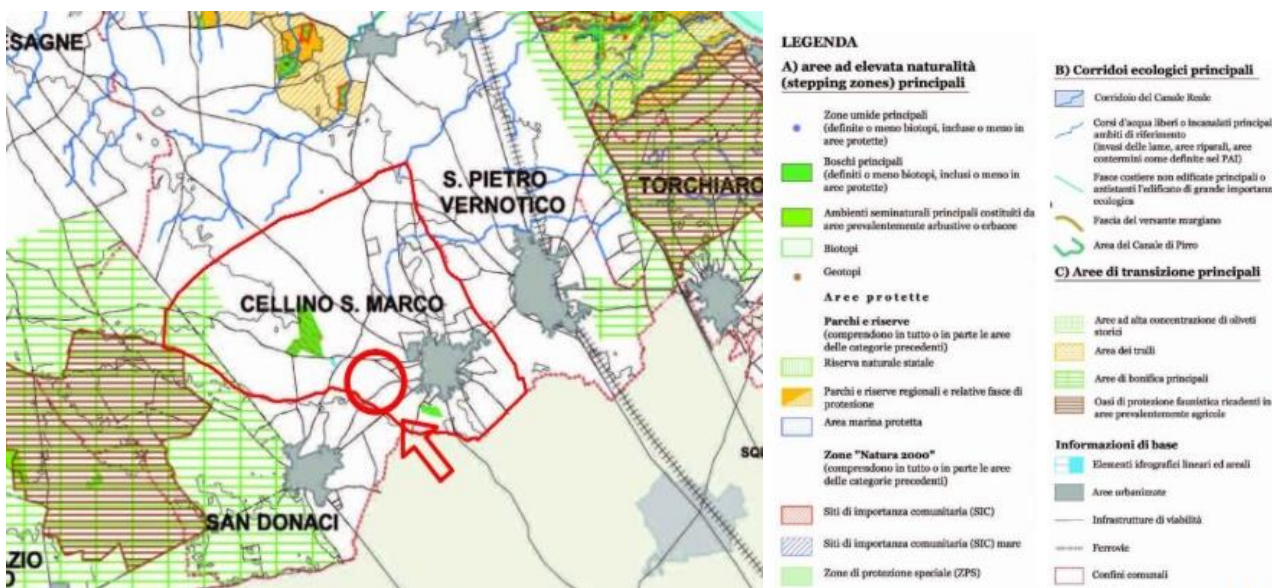 SAGNE
S. PIETRO
VERNOTICO
TORCHIARO
CELLINO S. MARCO
SAN DONACI
ZIO
SQ
LEGENDA
A) aree ad elevata naturalità
(stepping zones) principali
Zone umide principali
(definite o meno biotopi, incluse o meno in
aree protette)
Boschi principali
(definiti o meno biotopi, inclusi o meno in
aree protette)
Ambienti seminaturali principali costituiti da
aree prevalentemente arbustive o erbacee
Biotopi
Geotopi
Aree protette
Parchi e riserve
(comprendono in tutto o in parte le aree
delle categorie precedenti)
Riserva naturale statale
Parchi e riserve regionali e relative fasce di
protezione
Area marina protetta
Zone "Natura 2000"
(comprendono in tutto o in parte le aree
delle categorie precedenti)
Siti di importanza comunitaria (SIC)
Siti di importanza comunitaria (SIC) mare
Zone di protezione speciale (ZPS)
B) Corridoi ecologici principali
Corridoio del Canale Reale
Corsi d'acqua liberi o incanalati principal
ambiti di riferimento
(invasi delle lame, aree riparali, aree
contermini come definite nel PAI)
Fasce costiere non edificate principali o
antistanti l'edificato di grande importanz
ecologica
Fascia del versante murgiano
Area del Canale di Pirro
C) Aree di transizione principali
Aree ad alta concentrazione di oliveti
storici
Area dei trulli
Aree di bonifica principali
Oasi di protezione faunistica ricadenti in
aree prevalentemente agricole
Informazioni di base
Elementi idrografici lineari ed areali
Aree urbanizzate
Infrastrutture di viabilità
Ferrovie
Confini comunali